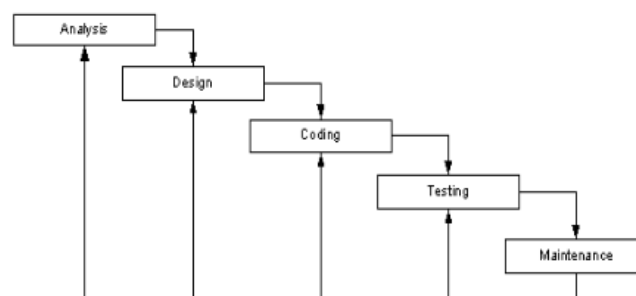 Analysis
Design
Coding
Testing
Maintenance